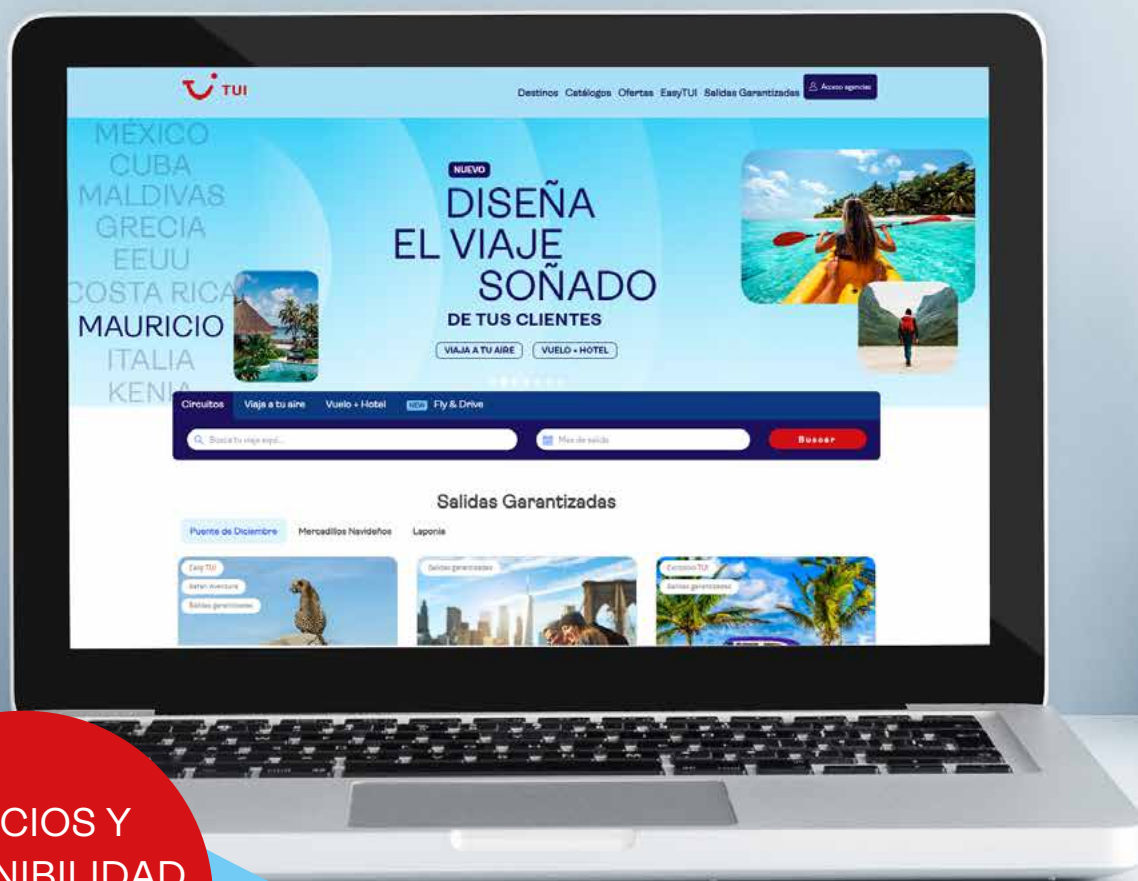 TUI
Destinos Catálogos Ofertas EasyTUI Salidas Garantizadas Acceso agencias
MÉXICO
CUBA
MALDIVAS
GRECIA
EEUU
COSTA RICA
MAURICIO
ITALIA
KENIA
NUEVO
DISEÑA
EL VIAJE
SOÑADO
DE TUS CLIENTES
VIAJA A TU AIRE VUELO + HOTEL
Circuitos Viaja a tu aire Vuelo + Hotel NEW Fly & Drive
Busca tu viaje aquí... Mes de salida Buscar
Salidas Garantizadas
Puente de Diciembre Mercadillos Navideños Laponia
Easy TUI
Safari Aventura
Salidas garantizadas
Salidas garantizadas
Exclusivo TUI
Salidas garantizadas
CIOS Y
NIBILIDAD